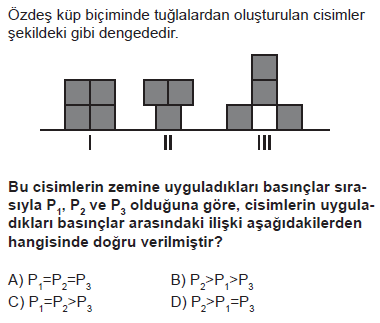 Özdeş küp biçiminde tuğlalardan oluşturulan cisimler
şekildeki gibi dengededir.
I II III
Bu cisimlerin zemine uyguladıkları basınçlar sıra-
sıyla P₁, P₂ ve P₃ olduğuna göre, cisimlerin uygula-
dıkları basınçlar arasındaki ilişki aşağıdakilerden
hangisinde doğru verilmiştir?
A) P₁=P₂=P₃ B) P₂>P₁>P₃
C) P₁=P₂>P₃ D) P₂>P₁=P₃